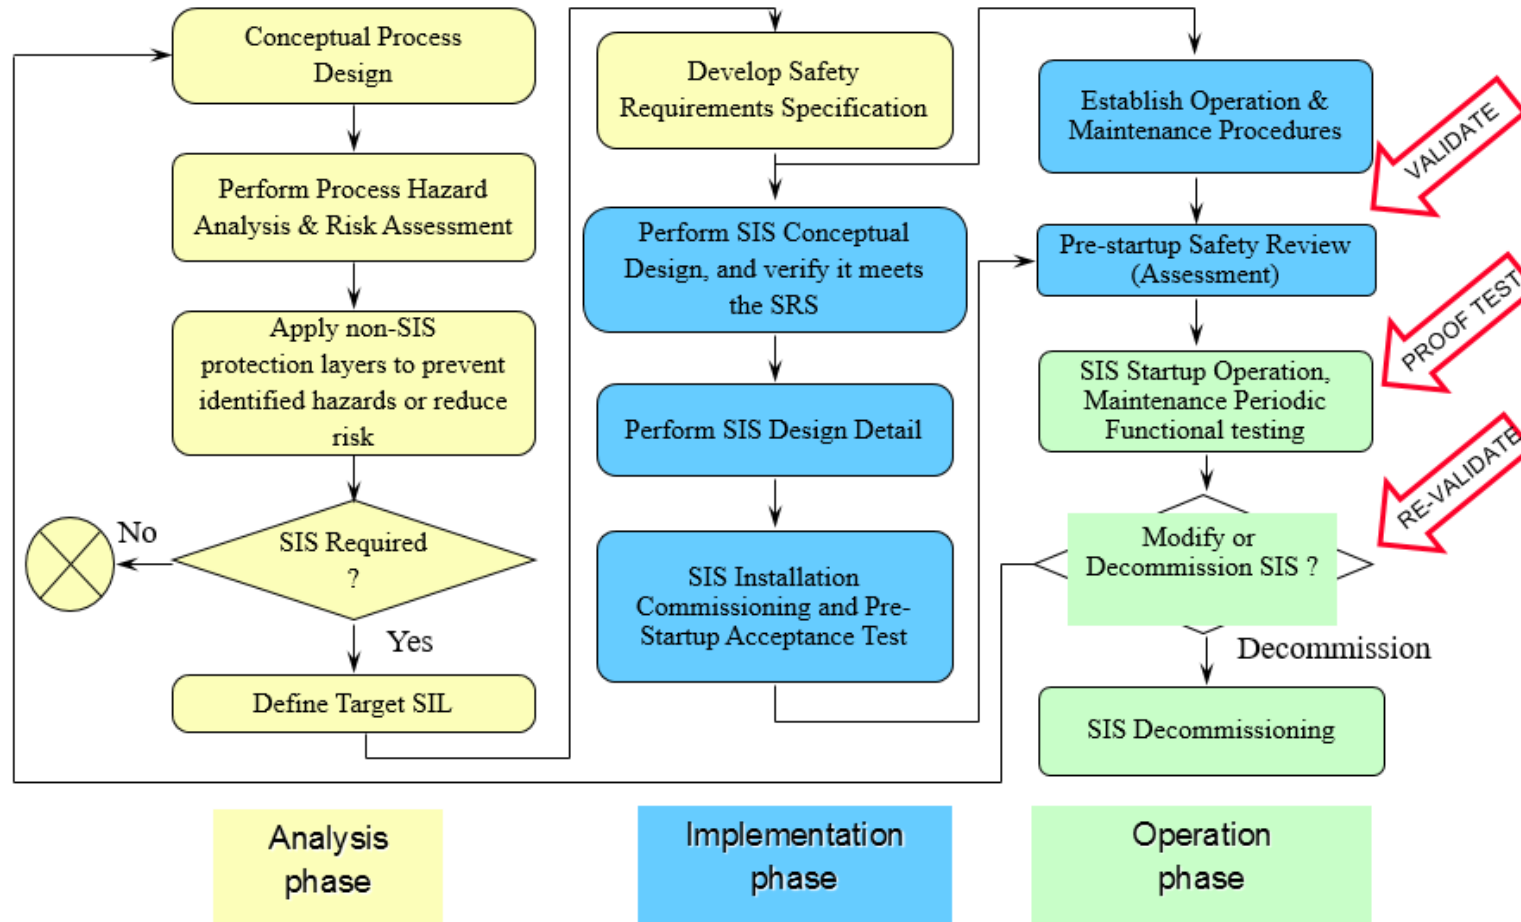 Conceptual Process
Design
Perform Process Hazard
Analysis & Risk Assessment
Apply non-SIS
protection layers to prevent
identified hazards or reduce
risk
SIS Required
?
No
Yes
Define Target SIL
Develop Safety
Requirements Specification
Perform SIS Conceptual
Design, and verify it meets
the SRS
Perform SIS Design Detail
SIS Installation
Commissioning and Pre-
Startup Acceptance Test
Establish Operation &
Maintenance Procedures
VALIDATE
Pre-startup Safety Review
(Assessment)
PROOF TEST
SIS Startup Operation,
Maintenance Periodic
Functional testing
RE-VALIDATE
Modify or
Decommission SIS ?
Decommission
SIS Decommissioning
Analysis
phase
Implementation
phase
Operation
phase